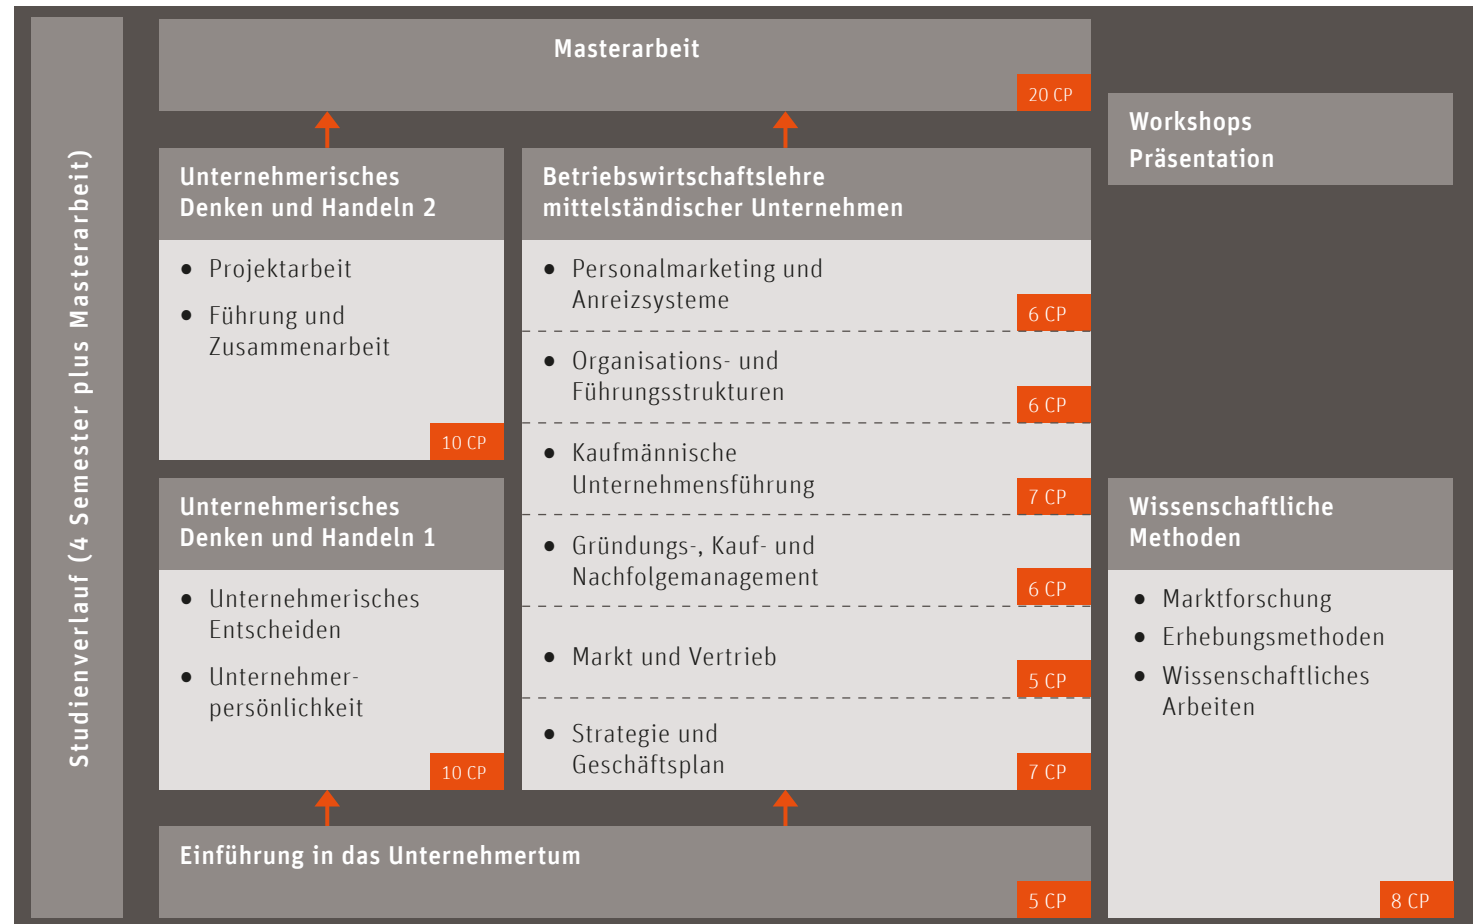 Studienverlauf (4 Semester plus Masterarbeit)
Masterarbeit
20 CP
Unternehmerisches
Denken und Handeln 2
• Projektarbeit
• Führung und
Zusammenarbeit
10 CP
Unternehmerisches
Denken und Handeln 1
• Unternehmerisches
Entscheiden
• Unternehmer-
persönlichkeit
10 CP
Betriebswirtschaftslehre
mittelständischer Unternehmen
• Personalmarketing und
Anreizsysteme
6 CP
• Organisations- und
Führungsstrukturen
6 CP
• Kaufmännische
Unternehmensführung
7 CP
• Gründungs-, Kauf- und
Nachfolgemanagement
6 CP
• Markt und Vertrieb
5 CP
• Strategie und
Geschäftsplan
7 CP
Einführung in das Unternehmertum
5 CP
Workshops
Präsentation
Wissenschaftliche
Methoden
• Marktforschung
• Erhebungsmethoden
• Wissenschaftliches
Arbeiten
8 CP